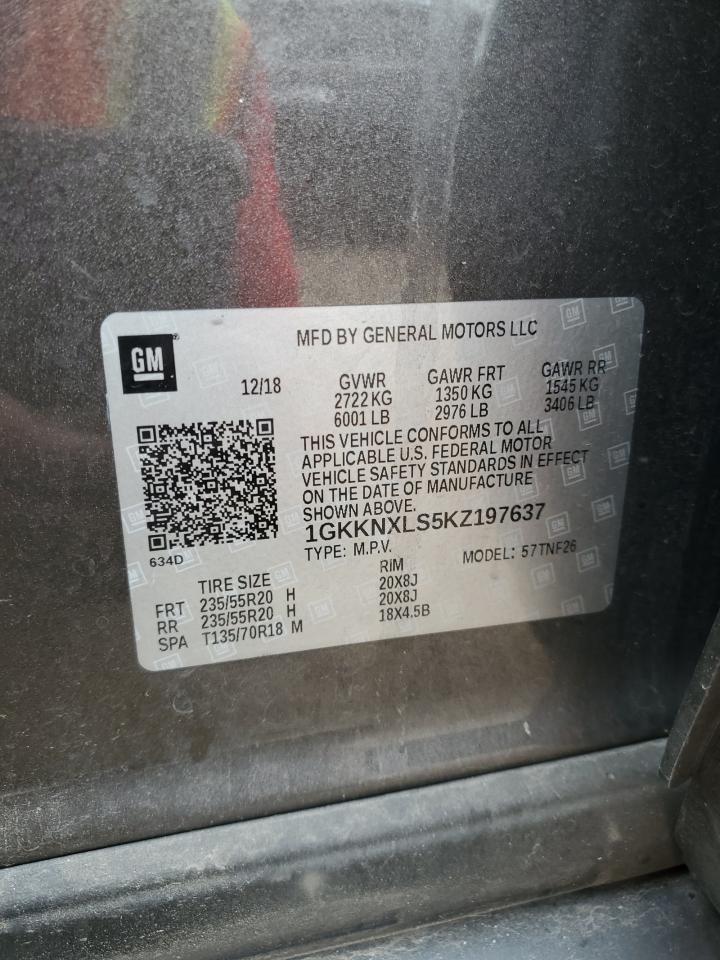 GM
MFD BY GENERAL MOTORS LLC
12/18 GVWR GAWR FRT GAWR RR
2722 KG 1350 KG 1545 KG
6001 LB 2976 LB 3406 LB
THIS VEHICLE CONFORMS TO ALL
APPLICABLE U.S. FEDERAL MOTOR
VEHICLE SAFETY STANDARDS IN EFFECT
ON THE DATE OF MANUFACTURE
SHOWN ABOVE.
1GKKNXLS5KZ197637
TYPE: M.P.V. MODEL: 57TNF26
634D
TIRE SIZE RIM
FRT 235/55R20 H 20X8J
RR 235/55R20 H 20X8J
SPA T135/70R18 M 18X4.5B